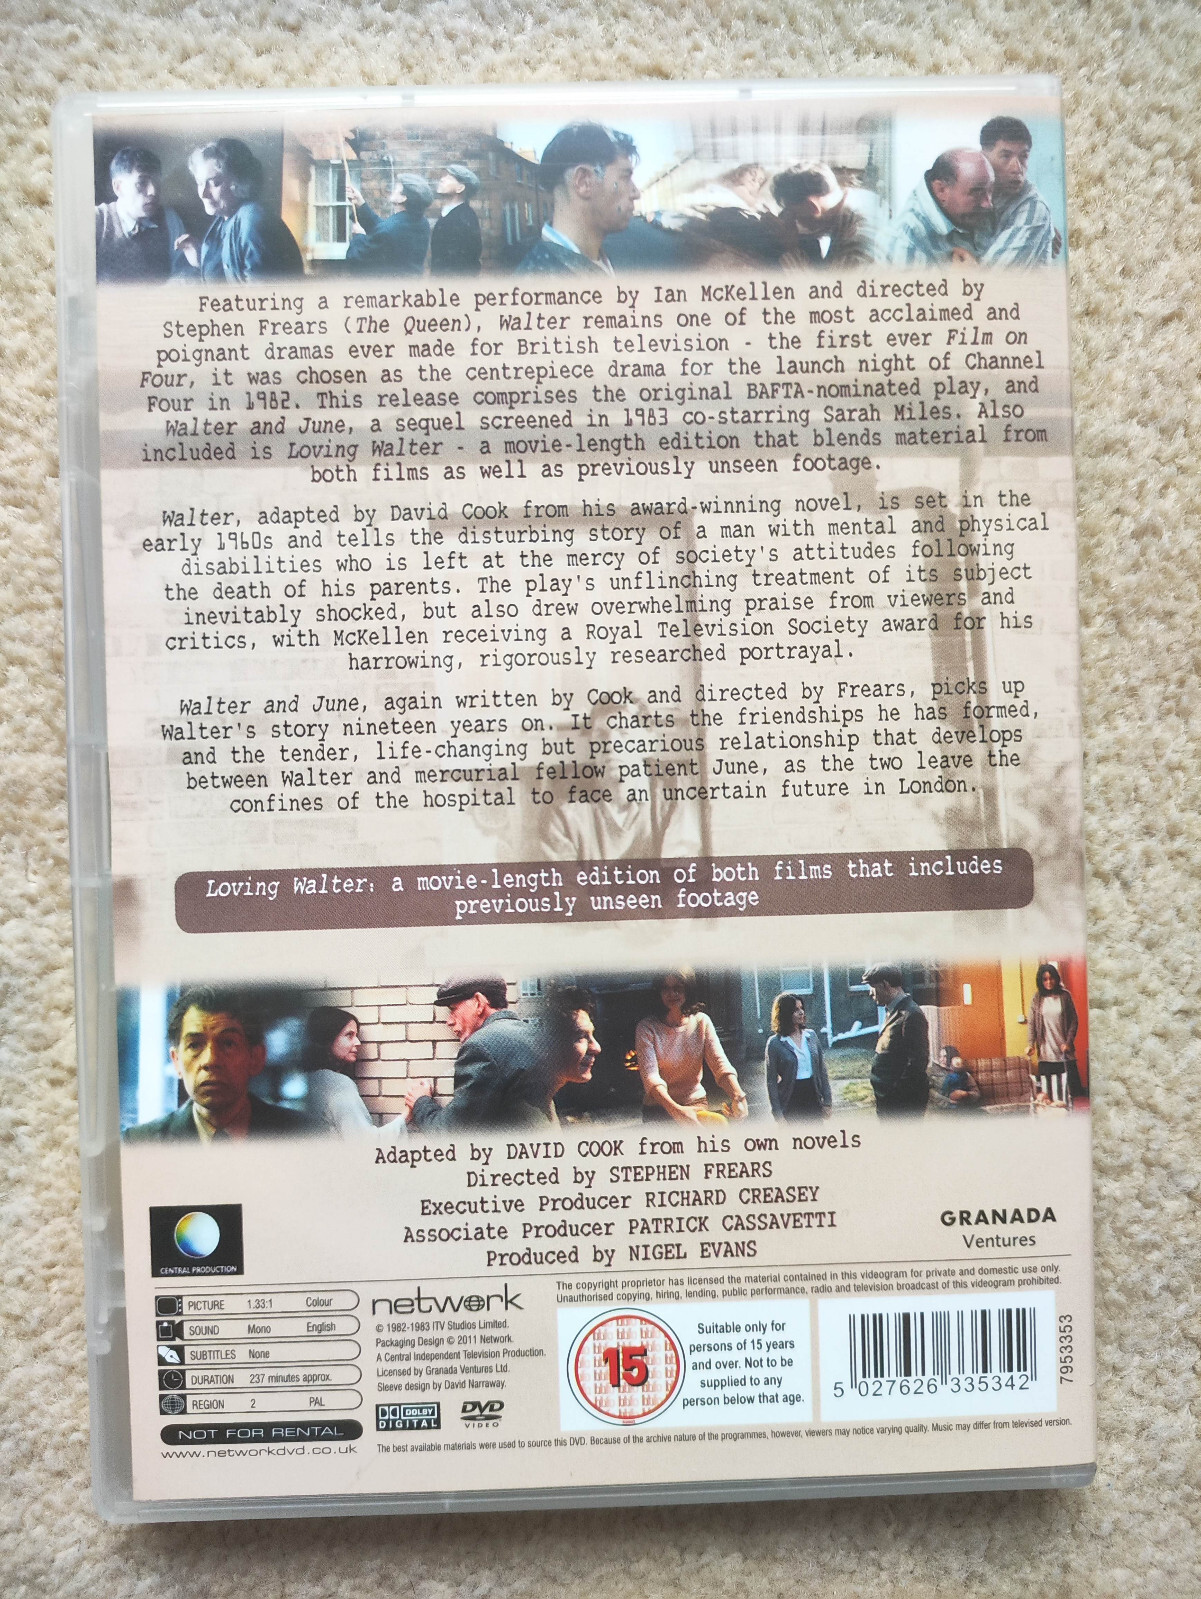 Featuring a remarkable performance by Ian McKellen and directed by
Stephen Frears (The Queen), Walter remains one of the most acclaimed and
poignant dramas ever made for British television - the first ever Film on
Four, it was chosen as the centrepiece drama for the launch night of Channel
Four in 1982. This release comprises the original BAFTA-nominated play, and
Walter and June, a sequel screened in 1983 co-starring Sarah Miles. Also
included is Loving Walter - a movie-length edition that blends material from
both films as well as previously unseen footage.
Walter, adapted by David Cook from his award-winning novel, is set in the
early 1960s and tells the disturbing story of a man with mental and physical
disabilities who is left at the mercy of society's attitudes following
the death of his parents. The play's unflinching treatment of its subject
inevitably shocked, but also drew overwhelming praise from viewers and
critics, with McKellen receiving a Royal Television Society award for his
harrowing, rigorously researched portrayal.
Walter and June, again written by Cook and directed by Frears, picks up
Walter's story nineteen years on. It charts the friendships he has formed,
and the tender, life-changing but precarious relationship that develops
between Walter and mercurial fellow patient June, as the two leave the
confines of the hospital to face an uncertain future in London.
Loving Walter: a movie-length edition of both films that includes
previously unseen footage
Adapted by DAVID COOK from his own novels
Directed by STEPHEN FREARS
Executive Producer RICHARD CREASEY
Associate Producer PATRICK CASSAVETTI
Produced by NIGEL EVANS
CENTRAL PRODUCTION
GRANADA
Ventures
PICTURE 1.33:1 Colour
SOUND Mono English
SUBTITLES None
DURATION 237 minutes approx.
REGION 2 PAL
NOT FOR RENTAL
www.networkdvd.co.uk
network
© 1982-1983 ITV Studios Limited.
Packaging Design © 2011 Network.
A Central Independent Television Production.
Licensed by Granada Ventures Ltd.
Sleeve design by David Narraway.
DOLBY
DIGITAL
DVD
VIDEO
The copyright proprietor has licensed the material contained in this videogram for private and domestic use only.
Unauthorised copying, hiring, lending, public performance, radio and television broadcast of this videogram prohibited.
15
Suitable only for
persons of 15 years
and over. Not to be
supplied to any
person below that age.
5 027626 335342
7953353
The best available materials were used to source this DVD. Because of the archive nature of the programmes, however, viewers may notice varying quality. Music may differ from televised version.